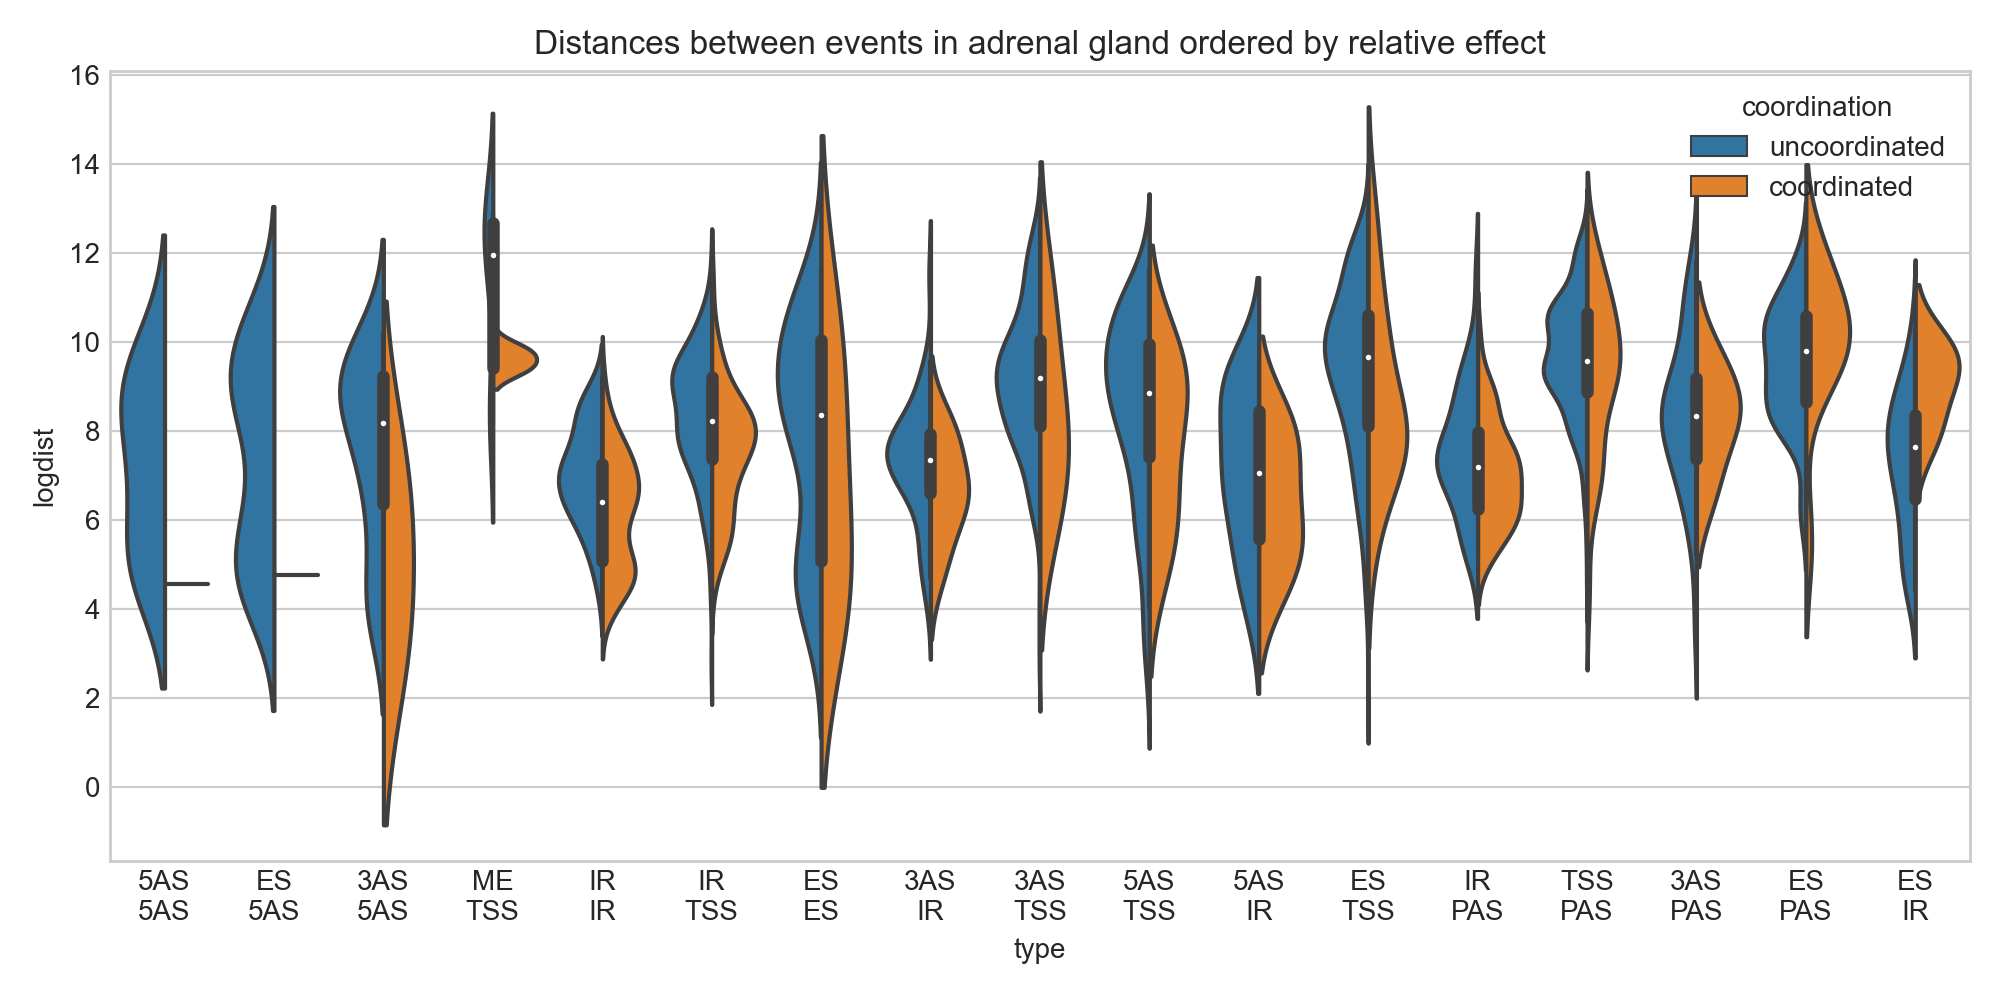 Distances between events in adrenal gland ordered by relative effect
16
14
12
10
8
6
4
2
0
logdist
coordination
uncoordinated
coordinated
5AS ES 3AS ME IR IR ES 3AS 3AS 5AS 5AS ES IR TSS 3AS ES ES
5AS 5AS 5AS TSS IR TSS ES IR TSS TSS IR TSS PAS PAS PAS PAS IR
type